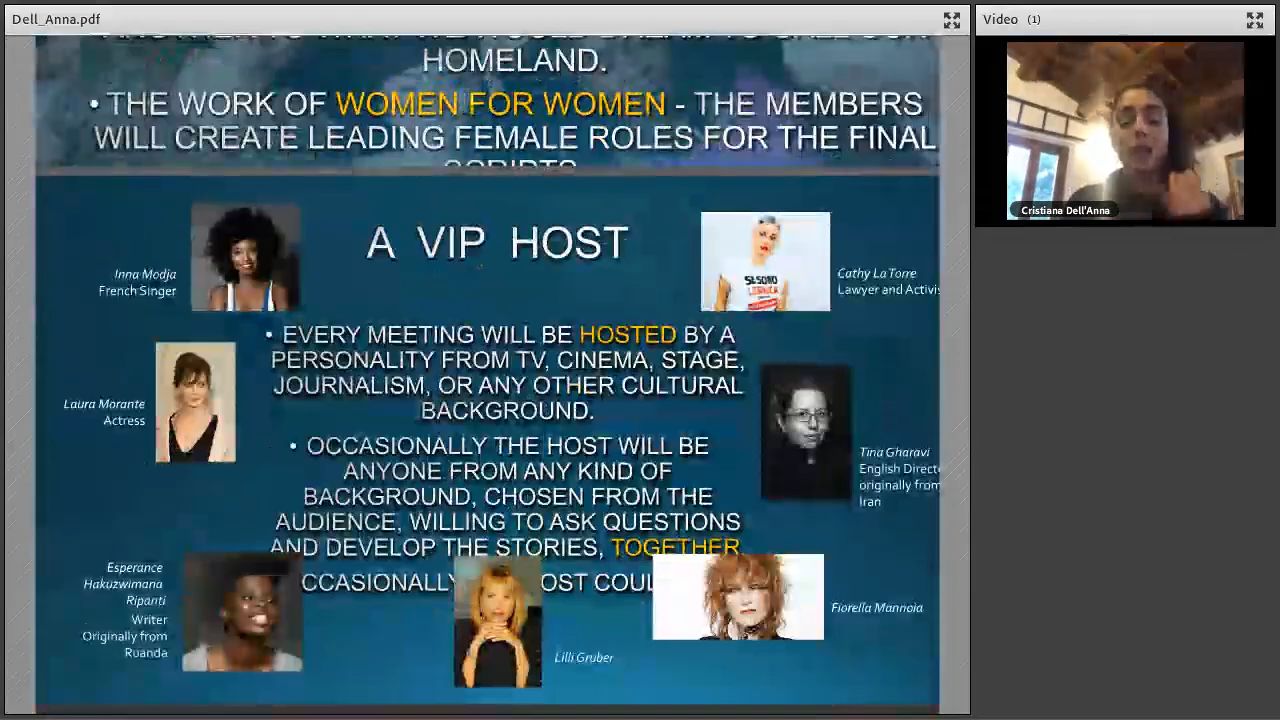 Dell_Anna.pdf
Video (1)
HOMELAND.
• THE WORK OF WOMEN FOR WOMEN - THE MEMBERS
WILL CREATE LEADING FEMALE ROLES FOR THE FINAL
SCRIPTS
Cristiana Dell'Anna
A VIP HOST
Inna Modja
French Singer
Cathy La Torre
Lawyer and Activis
• EVERY MEETING WILL BE HOSTED BY A
PERSONALITY FROM TV, CINEMA, STAGE,
JOURNALISM, OR ANY OTHER CULTURAL
BACKGROUND.
Laura Morante
Actress
• OCCASIONALLY THE HOST WILL BE
ANYONE FROM ANY KIND OF
BACKGROUND, CHOSEN FROM THE
AUDIENCE, WILLING TO ASK QUESTIONS
AND DEVELOP THE STORIES, TOGETHER.
CCASIONALLY OST COUL
Tina Gharavi
English Directo
originally from
Iran
Esperance
Hakuzwimana
Ripanti
Writer
Originally from
Ruanda
Lilli Gruber
Fiorella Mannoia